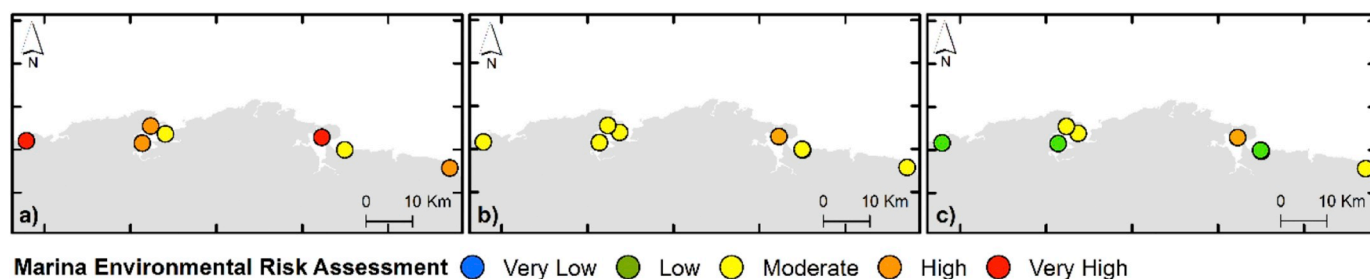 N
N
N
0 10 Km
0 10 Km
0 10 Km
a)
b)
c)
Marina Environmental Risk Assessment Very Low Low Moderate High Very High